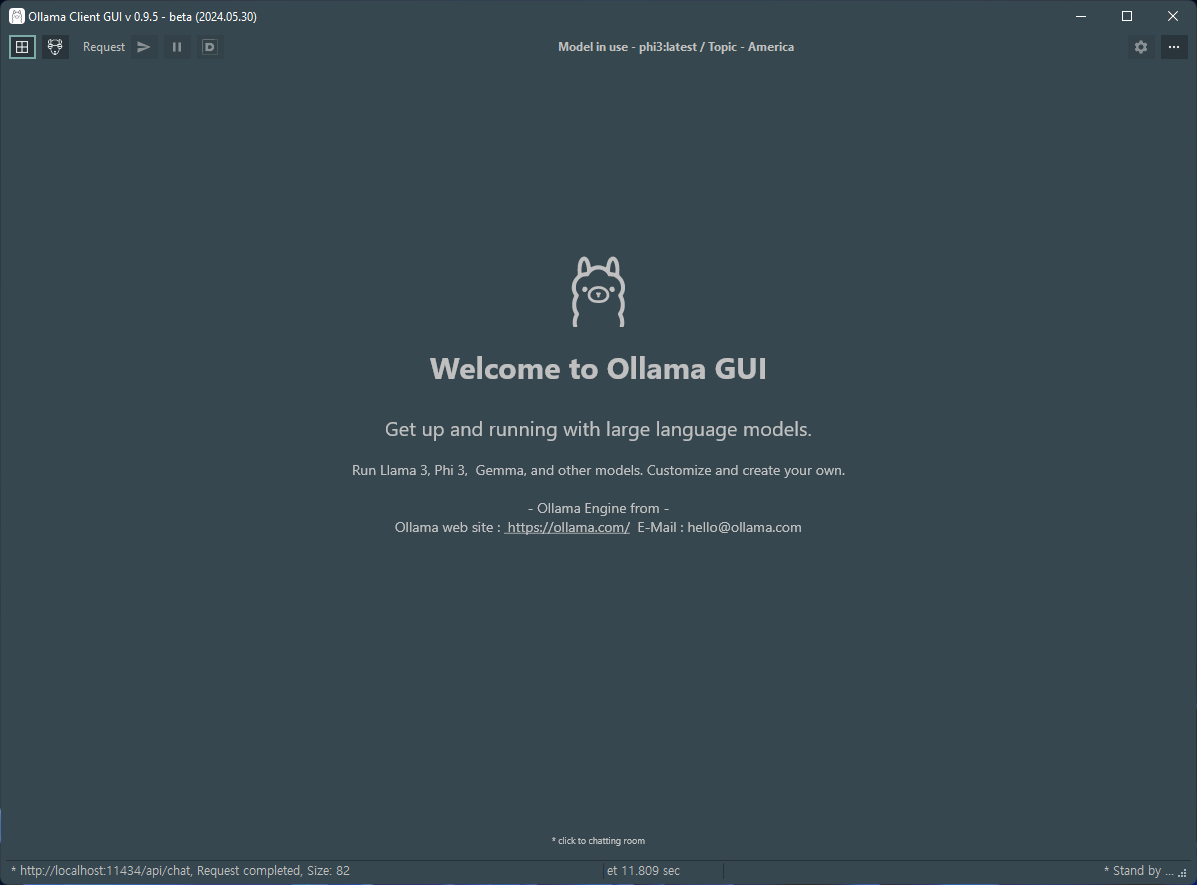 Ollama Client GUI v 0.9.5 - beta (2024.05.30)
Request D Model in use - phi3:latest / Topic - America ...
Welcome to Ollama GUI
Get up and running with large language models.
Run Llama 3, Phi 3,  Gemma, and other models. Customize and create your own.
- Ollama Engine from -
Ollama web site :  https://ollama.com/  E-Mail : hello@ollama.com
* click to chatting room
* http://localhost:11434/api/chat, Request completed, Size: 82 et 11.809 sec * Stand by ...